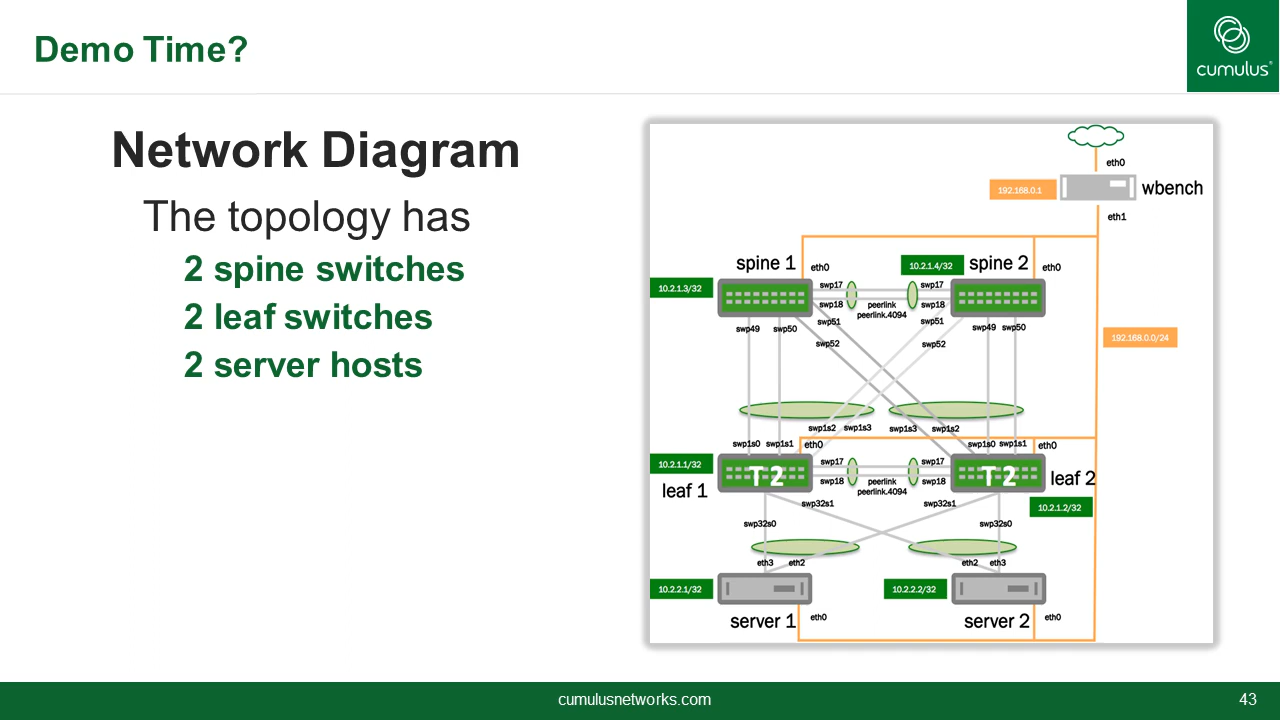 Demo Time?
cumulus®
Network Diagram
The topology has
2 spine switches
2 leaf switches
2 server hosts
eth0
192.168.0.1
wbench
eth1
spine 1
eth0
10.2.1.4/32
spine 2
eth0
10.2.1.3/32
swp17
swp17
swp18
peerlink
swp18
peerlink.4094
swp49
swp50
swp51
swp51
swp49
swp50
swp52
swp52
192.168.0.0/24
swp1s2
swp1s3
swp1s3
swp1s2
swp1s0
swp1s1
eth0
swp1s0
swp1s1
eth0
10.2.1.1/32
leaf 1
T 2
swp17
swp17
swp18
peerlink
swp18
peerlink.4094
T 2
leaf 2
10.2.1.2/32
swp32s1
swp32s1
swp32s0
swp32s0
eth3
eth2
eth2
eth3
10.2.2.1/32
10.2.2.2/32
server 1
eth0
server 2
eth0
cumulusnetworks.com
43